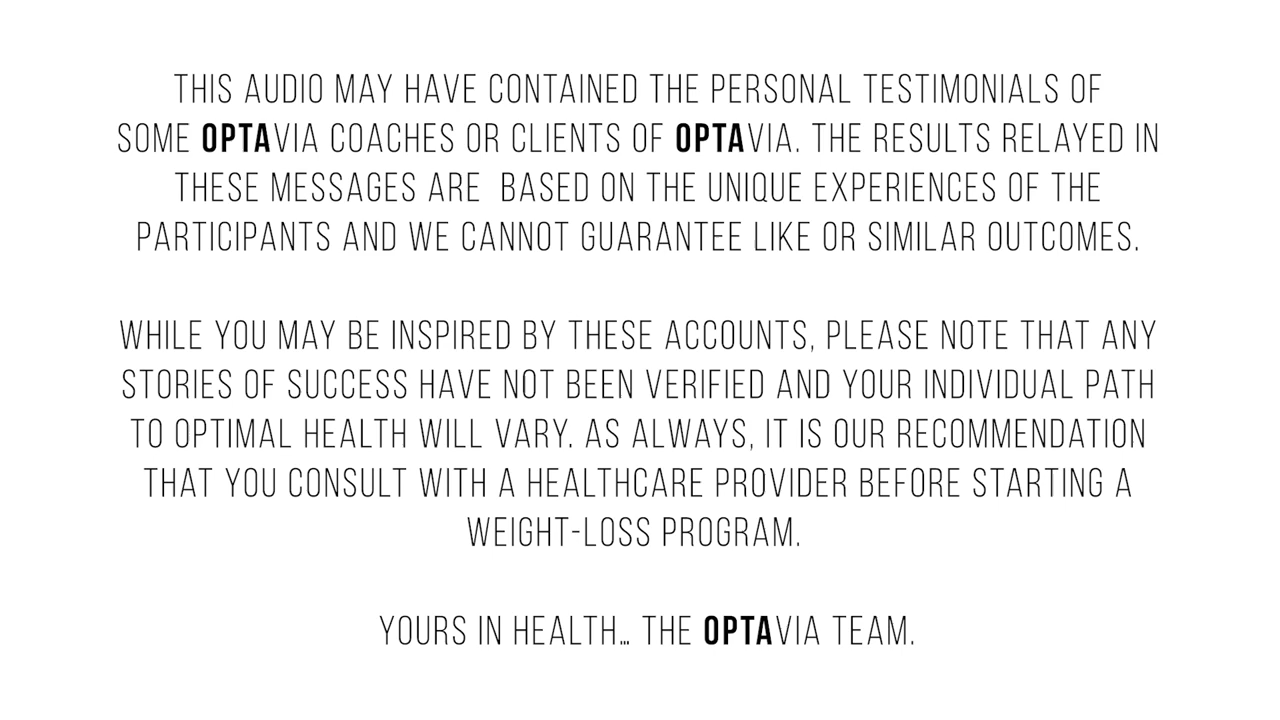 THIS AUDIO MAY HAVE CONTAINED THE PERSONAL TESTIMONIALS OF
SOME OPTAVIA COACHES OR CLIENTS OF OPTAVIA. THE RESULTS RELAYED IN
THESE MESSAGES ARE BASED ON THE UNIQUE EXPERIENCES OF THE
PARTICIPANTS AND WE CANNOT GUARANTEE LIKE OR SIMILAR OUTCOMES.
WHILE YOU MAY BE INSPIRED BY THESE ACCOUNTS, PLEASE NOTE THAT ANY
STORIES OF SUCCESS HAVE NOT BEEN VERIFIED AND YOUR INDIVIDUAL PATH
TO OPTIMAL HEALTH WILL VARY. AS ALWAYS, IT IS OUR RECOMMENDATION
THAT YOU CONSULT WITH A HEALTHCARE PROVIDER BEFORE STARTING A
WEIGHT-LOSS PROGRAM.
YOURS IN HEALTH… THE OPTAVIA TEAM.